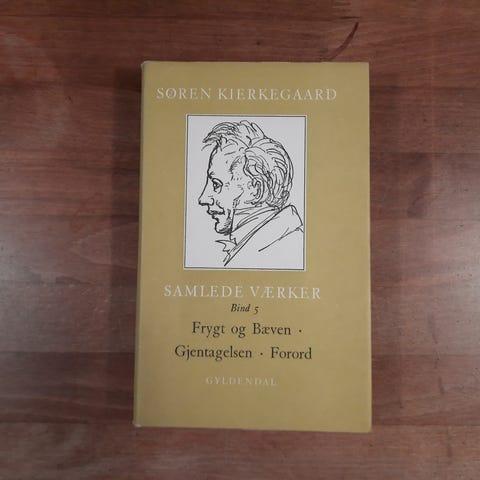 SØREN KIERKEGAARD
SAMLEDE VÆRKER
Bind 5
Frygt og Bæven ·
Gjentagelsen · Forord
GYLDENDAL